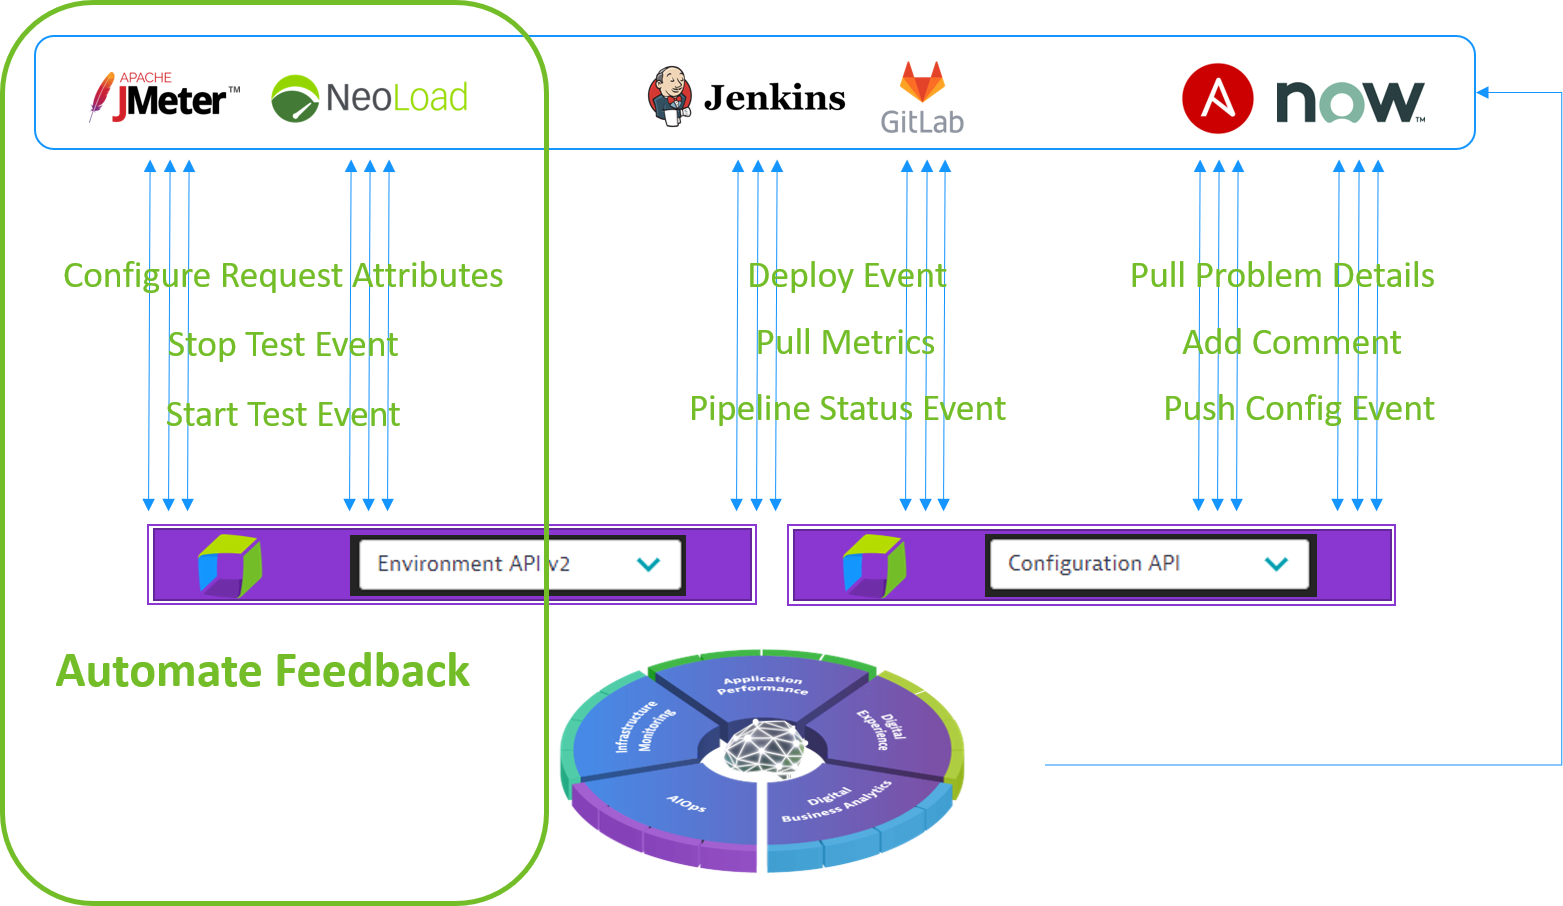 APACHE
JMeter™
NeoLoad
Jenkins
GitLab
A
now™
Configure Request Attributes
Stop Test Event
Start Test Event
Deploy Event
Pull Metrics
Pipeline Status Event
Pull Problem Details
Add Comment
Push Config Event
Environment API v2
Configuration API
Automate Feedback
Application
Performance
Digital
Experience
Infrastructure
Monitoring
AIOps
Digital
Business Analytics